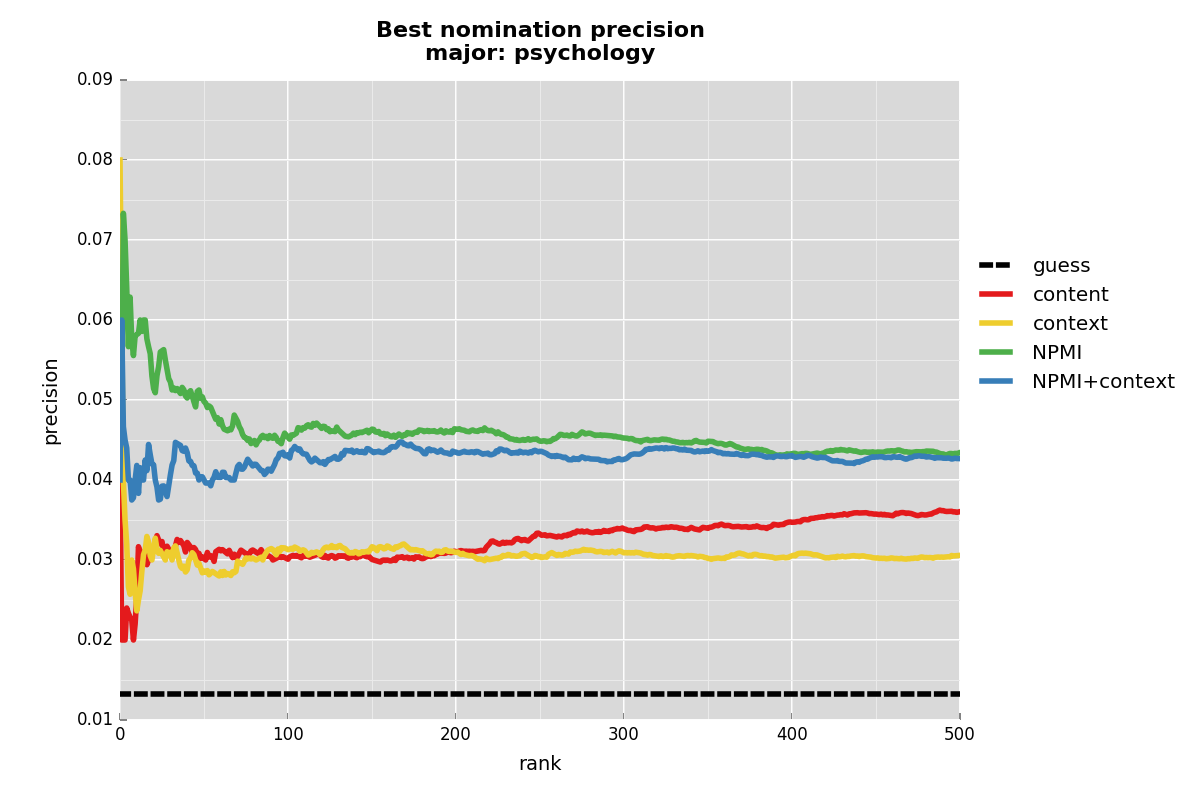 Best nomination precision
major: psychology
precision
0.09
0.08
0.07
0.06
0.05
0.04
0.03
0.02
0.01
0
100
200
300
400
500
rank
guess
content
context
NPMI
NPMI+context